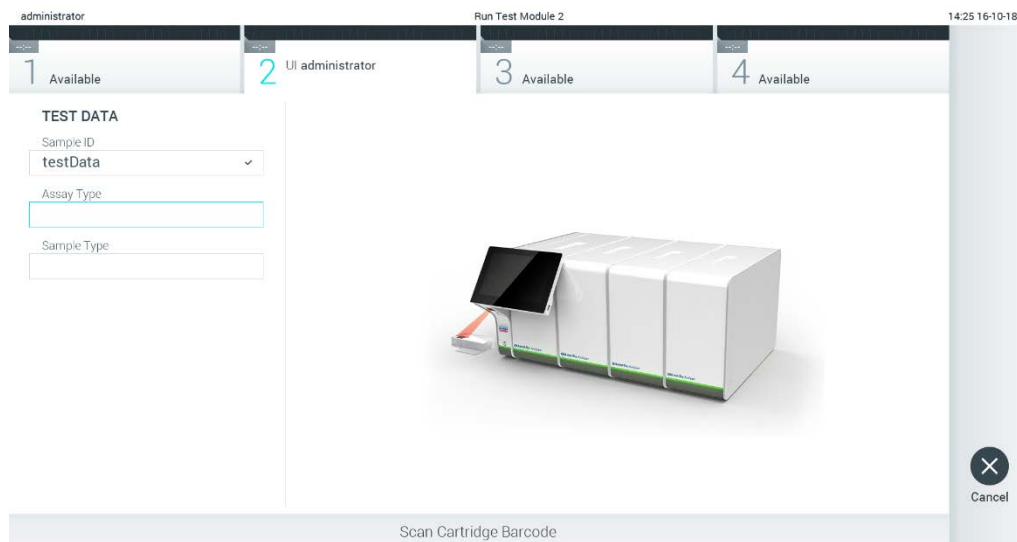 administrator
Run Test Module 2
14:25 16-10-18
--:--
--:--
--:--
--:--
1 Available
2 UI administrator
3 Available
4 Available
TEST DATA
Sample ID
testData
Assay Type
Sample Type
Cancel
Scan Cartridge Barcode